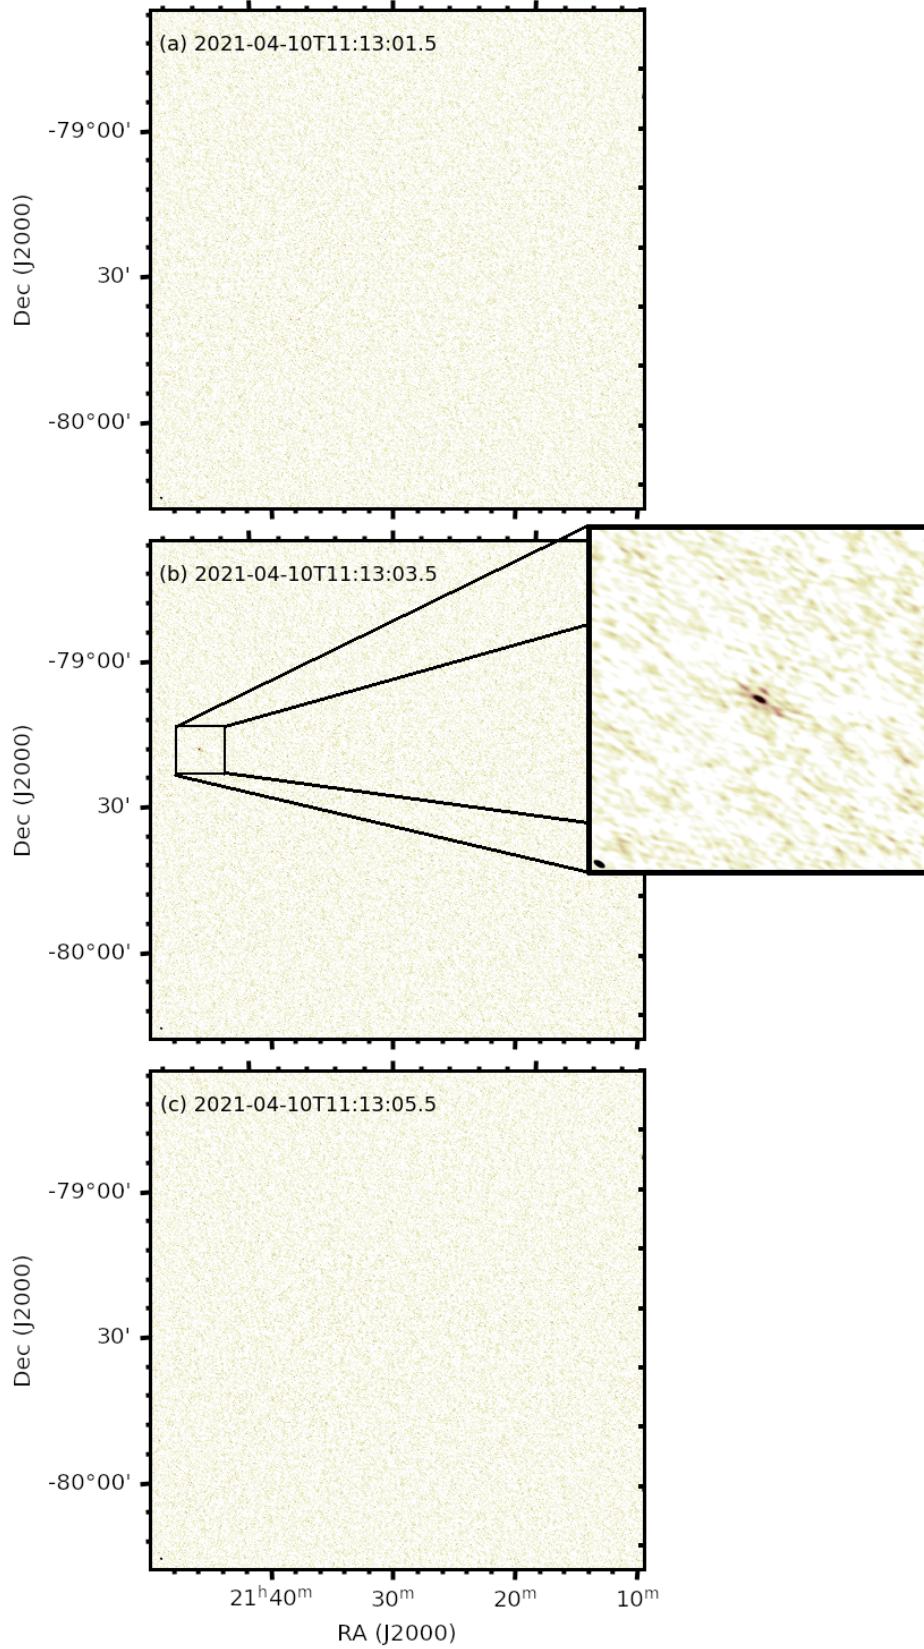 (a) 2021-04-10T11:13:01.5
-79°00'
30'
-80°00'
Dec (J2000)
(b) 2021-04-10T11:13:03.5
-79°00'
30'
-80°00'
Dec (J2000)
(c) 2021-04-10T11:13:05.5
-79°00'
30'
-80°00'
Dec (J2000)
21ʰ40ᵐ 30ᵐ 20ᵐ 10ᵐ
RA (J2000)